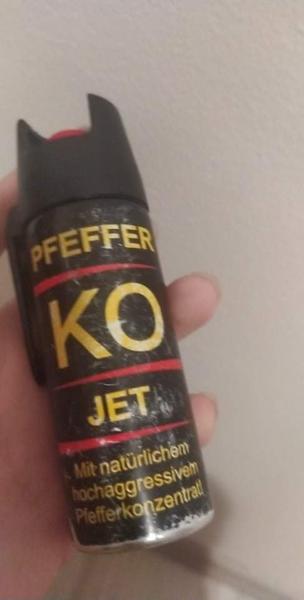 PFEFFER
KO
JET
Mit natürlichem
hochaggressivem
Pfefferkonzentrat!